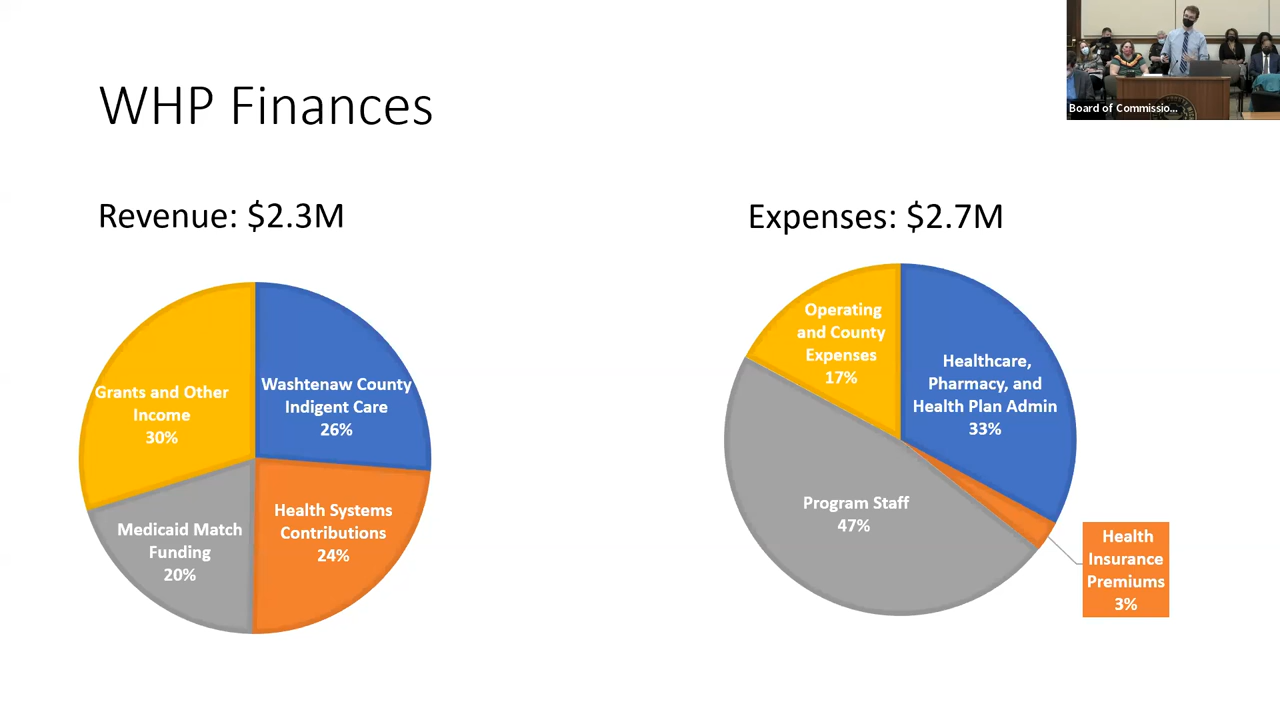 Board of Commissio...
WHP Finances
Revenue: $2.3M
Grants and Other
Income
30%
Washtenaw County
Indigent Care
26%
Medicaid Match
Funding
20%
Health Systems
Contributions
24%
Expenses: $2.7M
Operating
and County
Expenses
17%
Healthcare,
Pharmacy, and
Health Plan Admin
33%
Program Staff
47%
Health
Insurance
Premiums
3%